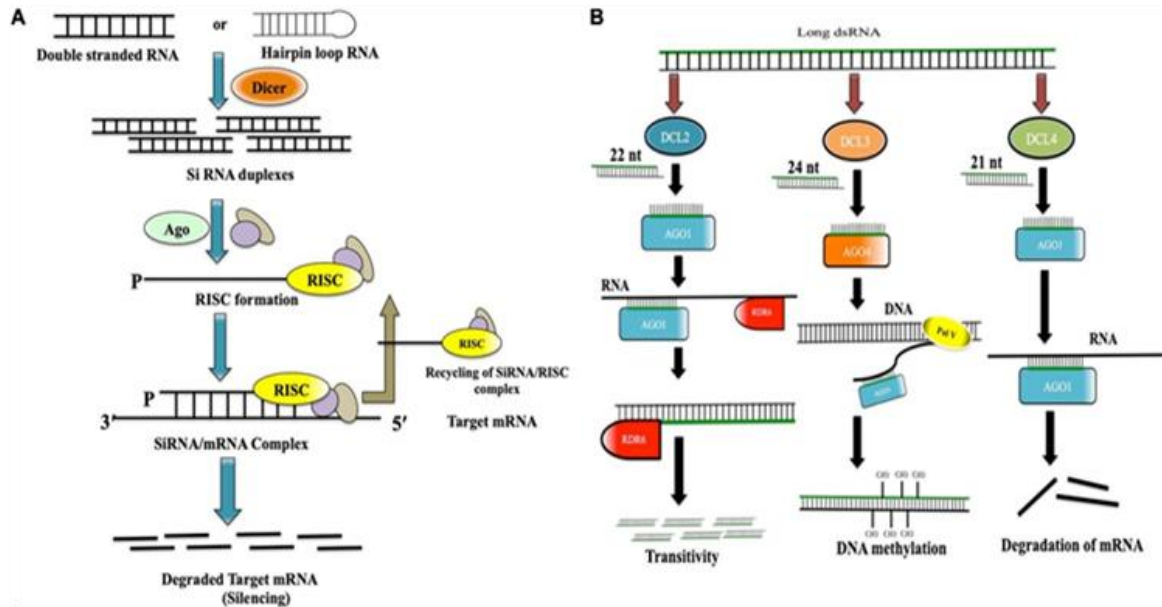 A
or
Double stranded RNA
Hairpin loop RNA
Dicer
Si RNA duplexes
Ago
P
RISC
RISC formation
RISC
Recycling of SiRNA/RISC
complex
P
RISC
3'
5'
Target mRNA
SiRNA/mRNA Complex
Degraded Target mRNA
(Silencing)
B
Long dsRNA
DCL2
DCL3
DCL4
22 nt
24 nt
21 nt
AGO1
AGO1
RNA
AGO1
RDR6
DNA
Pol V
RNA
AGO1
RDR6
Transitivity
DNA methylation
Degradation of mRNA